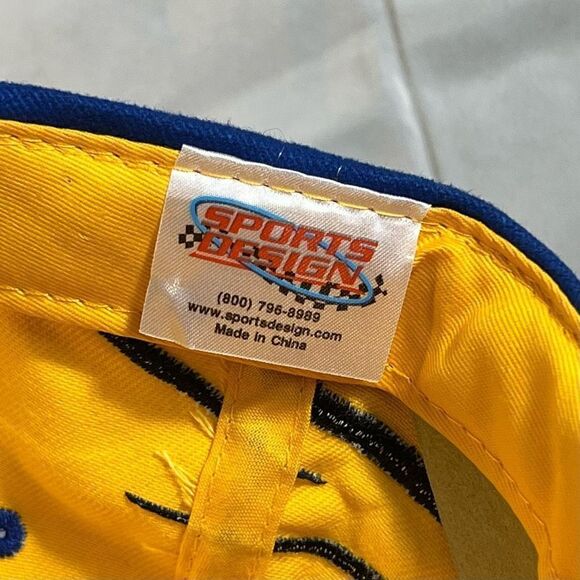 SPORTS
DESIGN
(800) 796-8989
www.sportsdesign.com
Made in China